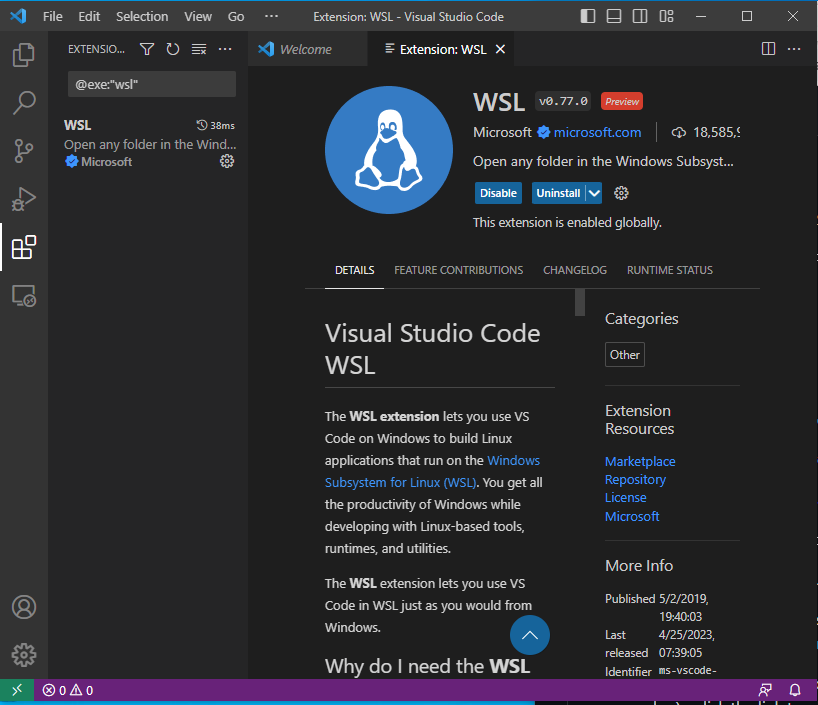 File Edit Selection View Go ··· Extension: WSL - Visual Studio Code
EXTENSIO...
Welcome
Extension: WSL
@exe:"wsl"
WSL 38ms
Open any folder in the Wind...
Microsoft
WSL v0.77.0 Preview
Microsoft microsoft.com 18,585,
Open any folder in the Windows Subsyst...
Disable Uninstall
This extension is enabled globally.
DETAILS FEATURE CONTRIBUTIONS CHANGELOG RUNTIME STATUS
Visual Studio Code
WSL
The WSL extension lets you use VS
Code on Windows to build Linux
applications that run on the Windows
Subsystem for Linux (WSL). You get all
the productivity of Windows while
developing with Linux-based tools,
runtimes, and utilities.
The WSL extension lets you use VS
Code in WSL just as you would from
Windows.
Why do I need the WSL
Categories
Other
Extension
Resources
Marketplace
Repository
License
Microsoft
More Info
Published 5/2/2019,
19:40:03
Last 4/25/2023,
released 07:39:05
Identifier ms-vscode-
0 0